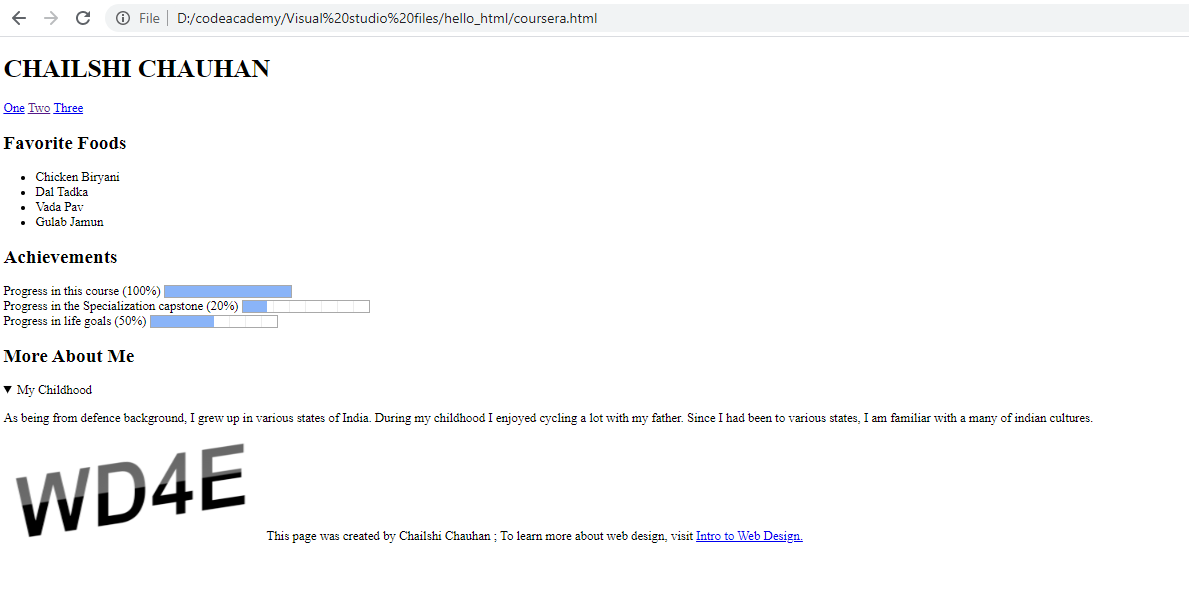 File D:/codeacademy/Visual%20studio%20files/hello_html/coursera.html
CHAILSHI CHAUHAN
One Two Three
Favorite Foods
Chicken Biryani
Dal Tadka
Vada Pav
Gulab Jamun
Achievements
Progress in this course (100%)
Progress in the Specialization capstone (20%)
Progress in life goals (50%)
More About Me
My Childhood
As being from defence background, I grew up in various states of India. During my childhood I enjoyed cycling a lot with my father. Since I had been to various states, I am familiar with a many of indian cultures.
WD4E
This page was created by Chailshi Chauhan ; To learn more about web design, visit Intro to Web Design.